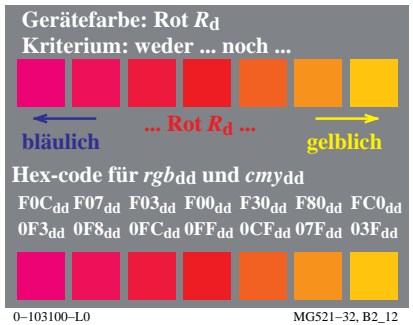 Gerätefarbe: Rot Rd
Kriterium: weder ... noch ...
... Rot Rd ...
bläulich gelblich
Hex-code für rgbdd und cmydd
F0Cdd F07dd F03dd F00dd F30dd F80dd FC0dd
0F3dd 0F8dd 0FCdd 0FFdd 0CFdd 07Fdd 03Fdd
0-103100-L0 MG521-32, B2_12